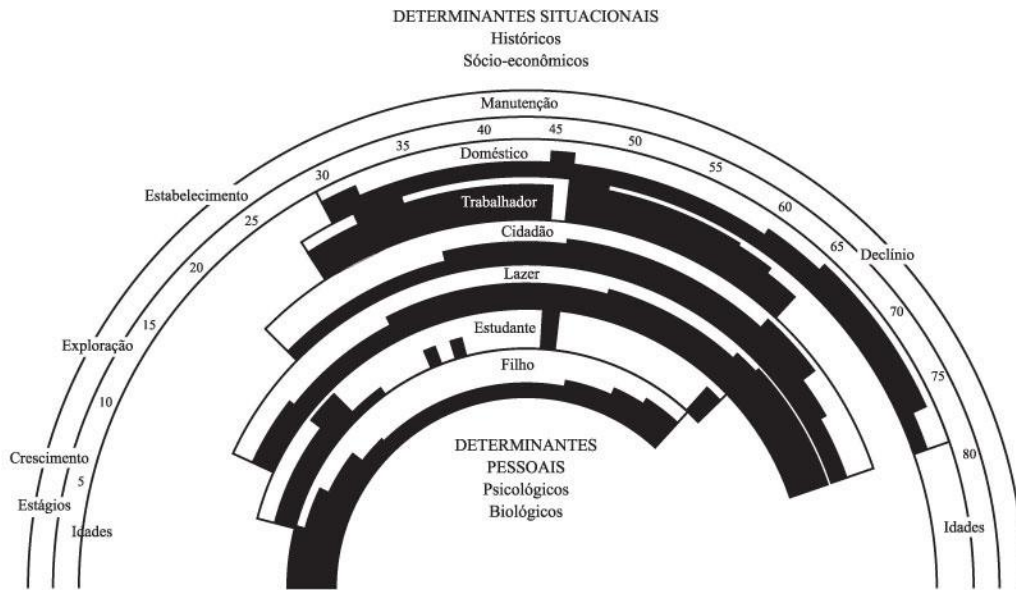 DETERMINANTES SITUACIONAIS
Históricos
Sócio-econômicos
Manutenção
Estabelecimento
Exploração
Crescimento
Estágios
Idades
5
10
15
20
25
30
35
40
45
50
55
60
65
70
75
80
Declínio
Idades
Doméstico
Trabalhador
Cidadão
Lazer
Estudante
Filho
DETERMINANTES
PESSOAIS
Psicológicos
Biológicos